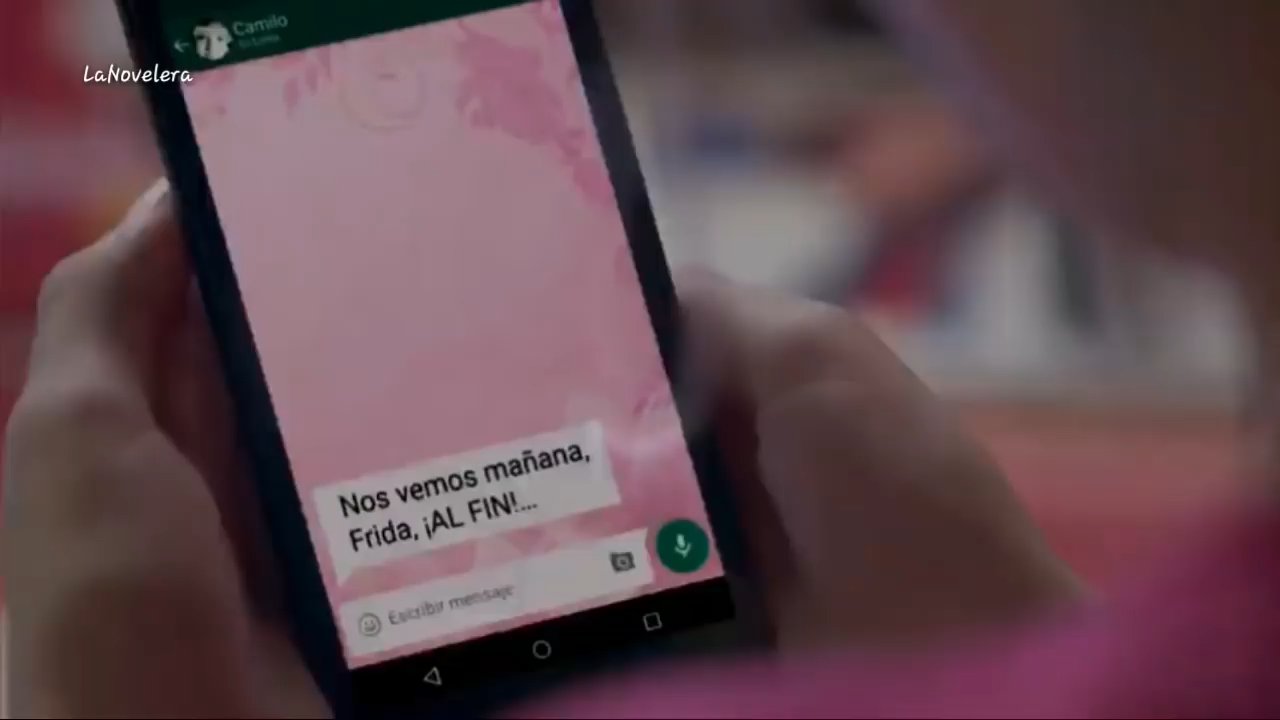 Camilo
LaNovelera
Nos vemos mañana,
Frida, ¡AL FIN!...
Escribir mensaje